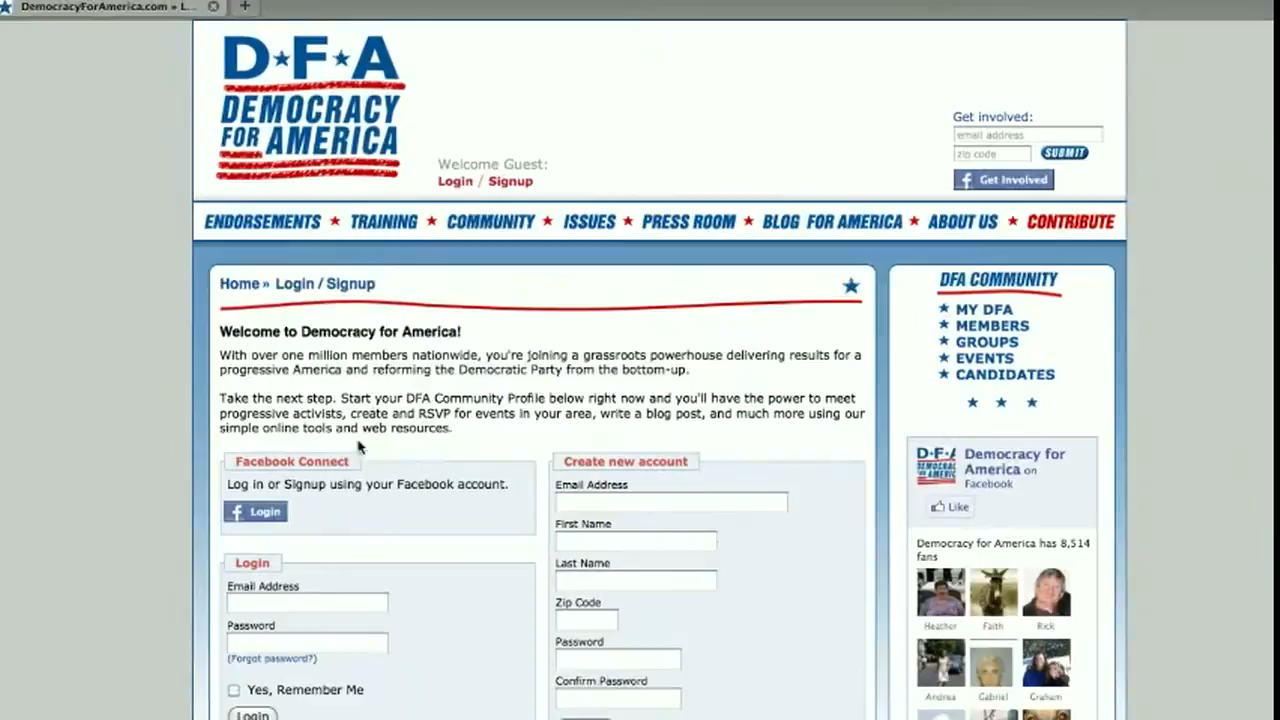 DemocracyForAmerica.com » L...
D★F★A
DEMOCRACY
FOR AMERICA
Welcome Guest:
Login / Signup
Get involved:
email address
zip code
SUBMIT
Get Involved
ENDORSEMENTS ★ TRAINING ★ COMMUNITY ★ ISSUES ★ PRESS ROOM ★ BLOG FOR AMERICA ★ ABOUT US ★ CONTRIBUTE
Home » Login / Signup
Welcome to Democracy for America!
With over one million members nationwide, you're joining a grassroots powerhouse delivering results for a
progressive America and reforming the Democratic Party from the bottom-up.
Take the next step. Start your DFA Community Profile below right now and you'll have the power to meet
progressive activists, create and RSVP for events in your area, write a blog post, and much more using our
simple online tools and web resources.
Facebook Connect
Log in or Signup using your Facebook account.
Login
Login
Email Address
Password
(Forgot password?)
Yes, Remember Me
Login
Create new account
Email Address
First Name
Last Name
Zip Code
Password
Confirm Password
DFA COMMUNITY
★ MY DFA
★ MEMBERS
★ GROUPS
★ EVENTS
★ CANDIDATES
★ ★ ★
Democracy for
America on
Facebook
Like
Democracy for America has 8,514
fans
Heather Faith Rick
Andrea Gabriel Graham